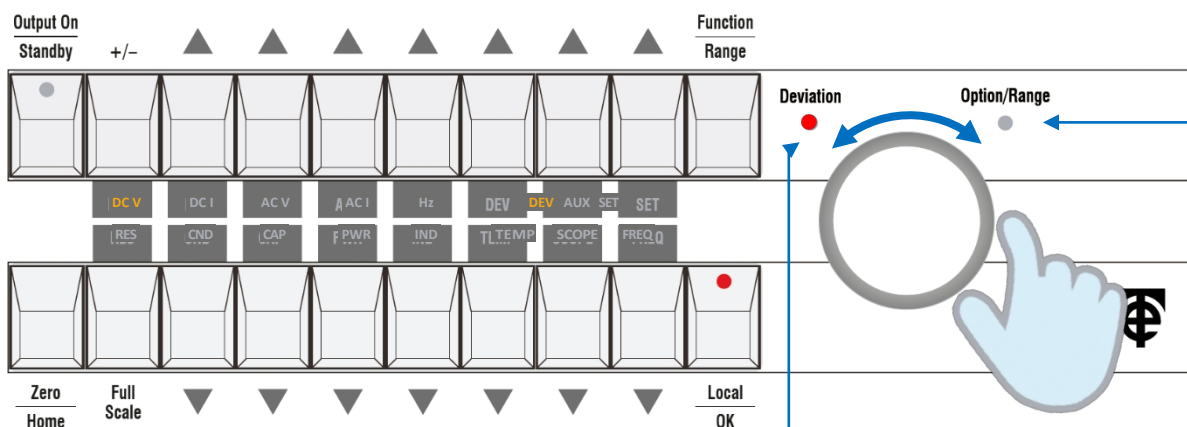 Output On
Standby
+/−
Function
Range
Deviation
Option/Range
DC V DC I AC V AC I Hz DEV DEV AUX SET SET
RES CND CAP PWR IND TEMP SCOPE FREQ
Zero
Home
Full
Scale
Local
OK